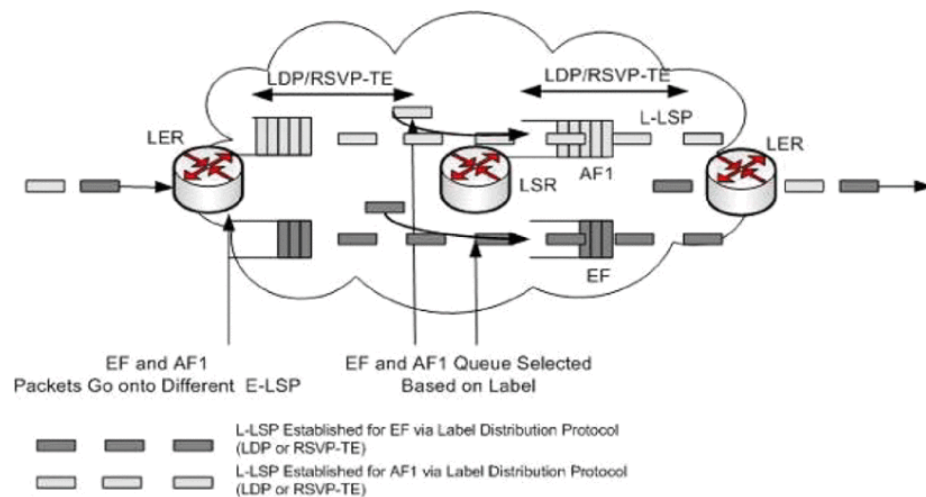 LDP/RSVP-TE
LDP/RSVP-TE
L-LSP
LER
LER
LSR
AF1
EF
EF and AF1
Packets Go onto Different E-LSP
EF and AF1 Queue Selected
Based on Label
L-LSP Established for EF via Label Distribution Protocol
(LDP or RSVP-TE)
L-LSP Established for AF1 via Label Distribution Protocol
(LDP or RSVP-TE)